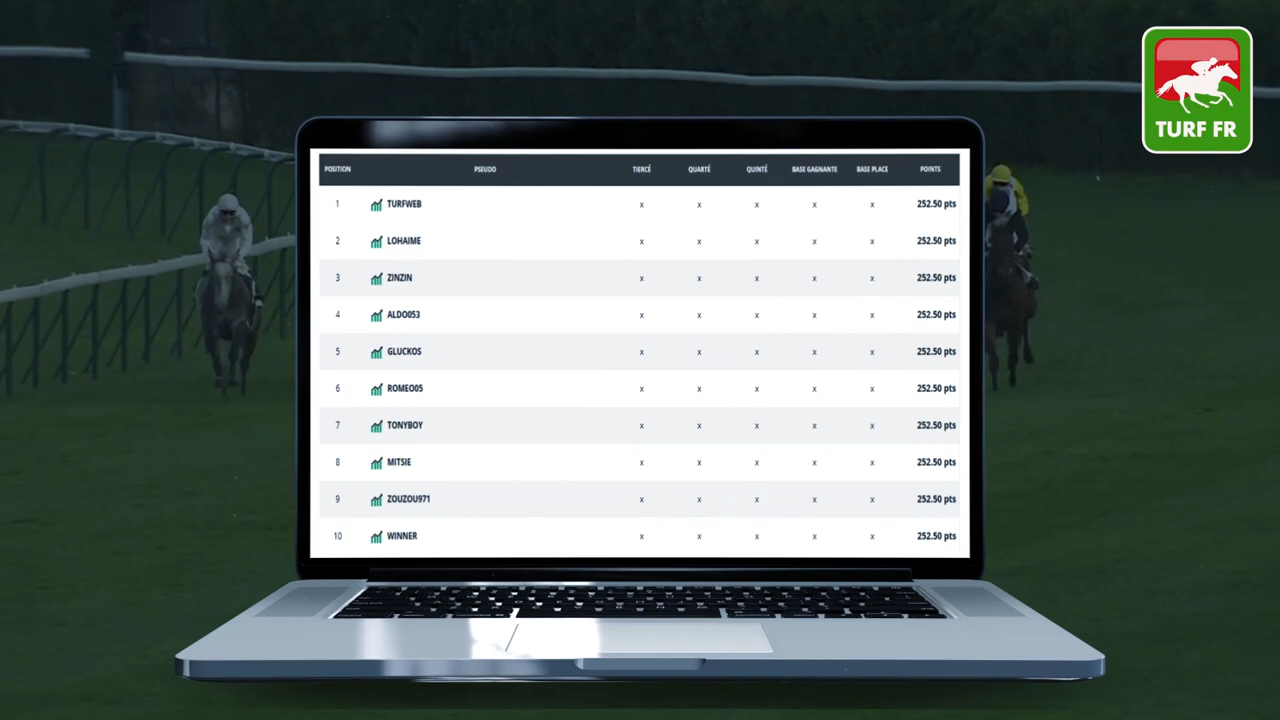 TURF FR
POSITION PSEUDO TIERCÉ QUARTÉ QUINTÉ BASE GAGNANTE BASE PLACE POINTS
1 TURFWEB x x x x x 252.50 pts
2 LOHAIME x x x x x 252.50 pts
3 ZINZIN x x x x x 252.50 pts
4 ALDO053 x x x x x 252.50 pts
5 GLUCKOS x x x x x 252.50 pts
6 ROMEO05 x x x x x 252.50 pts
7 TONYBOY x x x x x 252.50 pts
8 MITSIE x x x x x 252.50 pts
9 ZOUZOU971 x x x x x 252.50 pts
10 WINNER x x x x x 252.50 pts